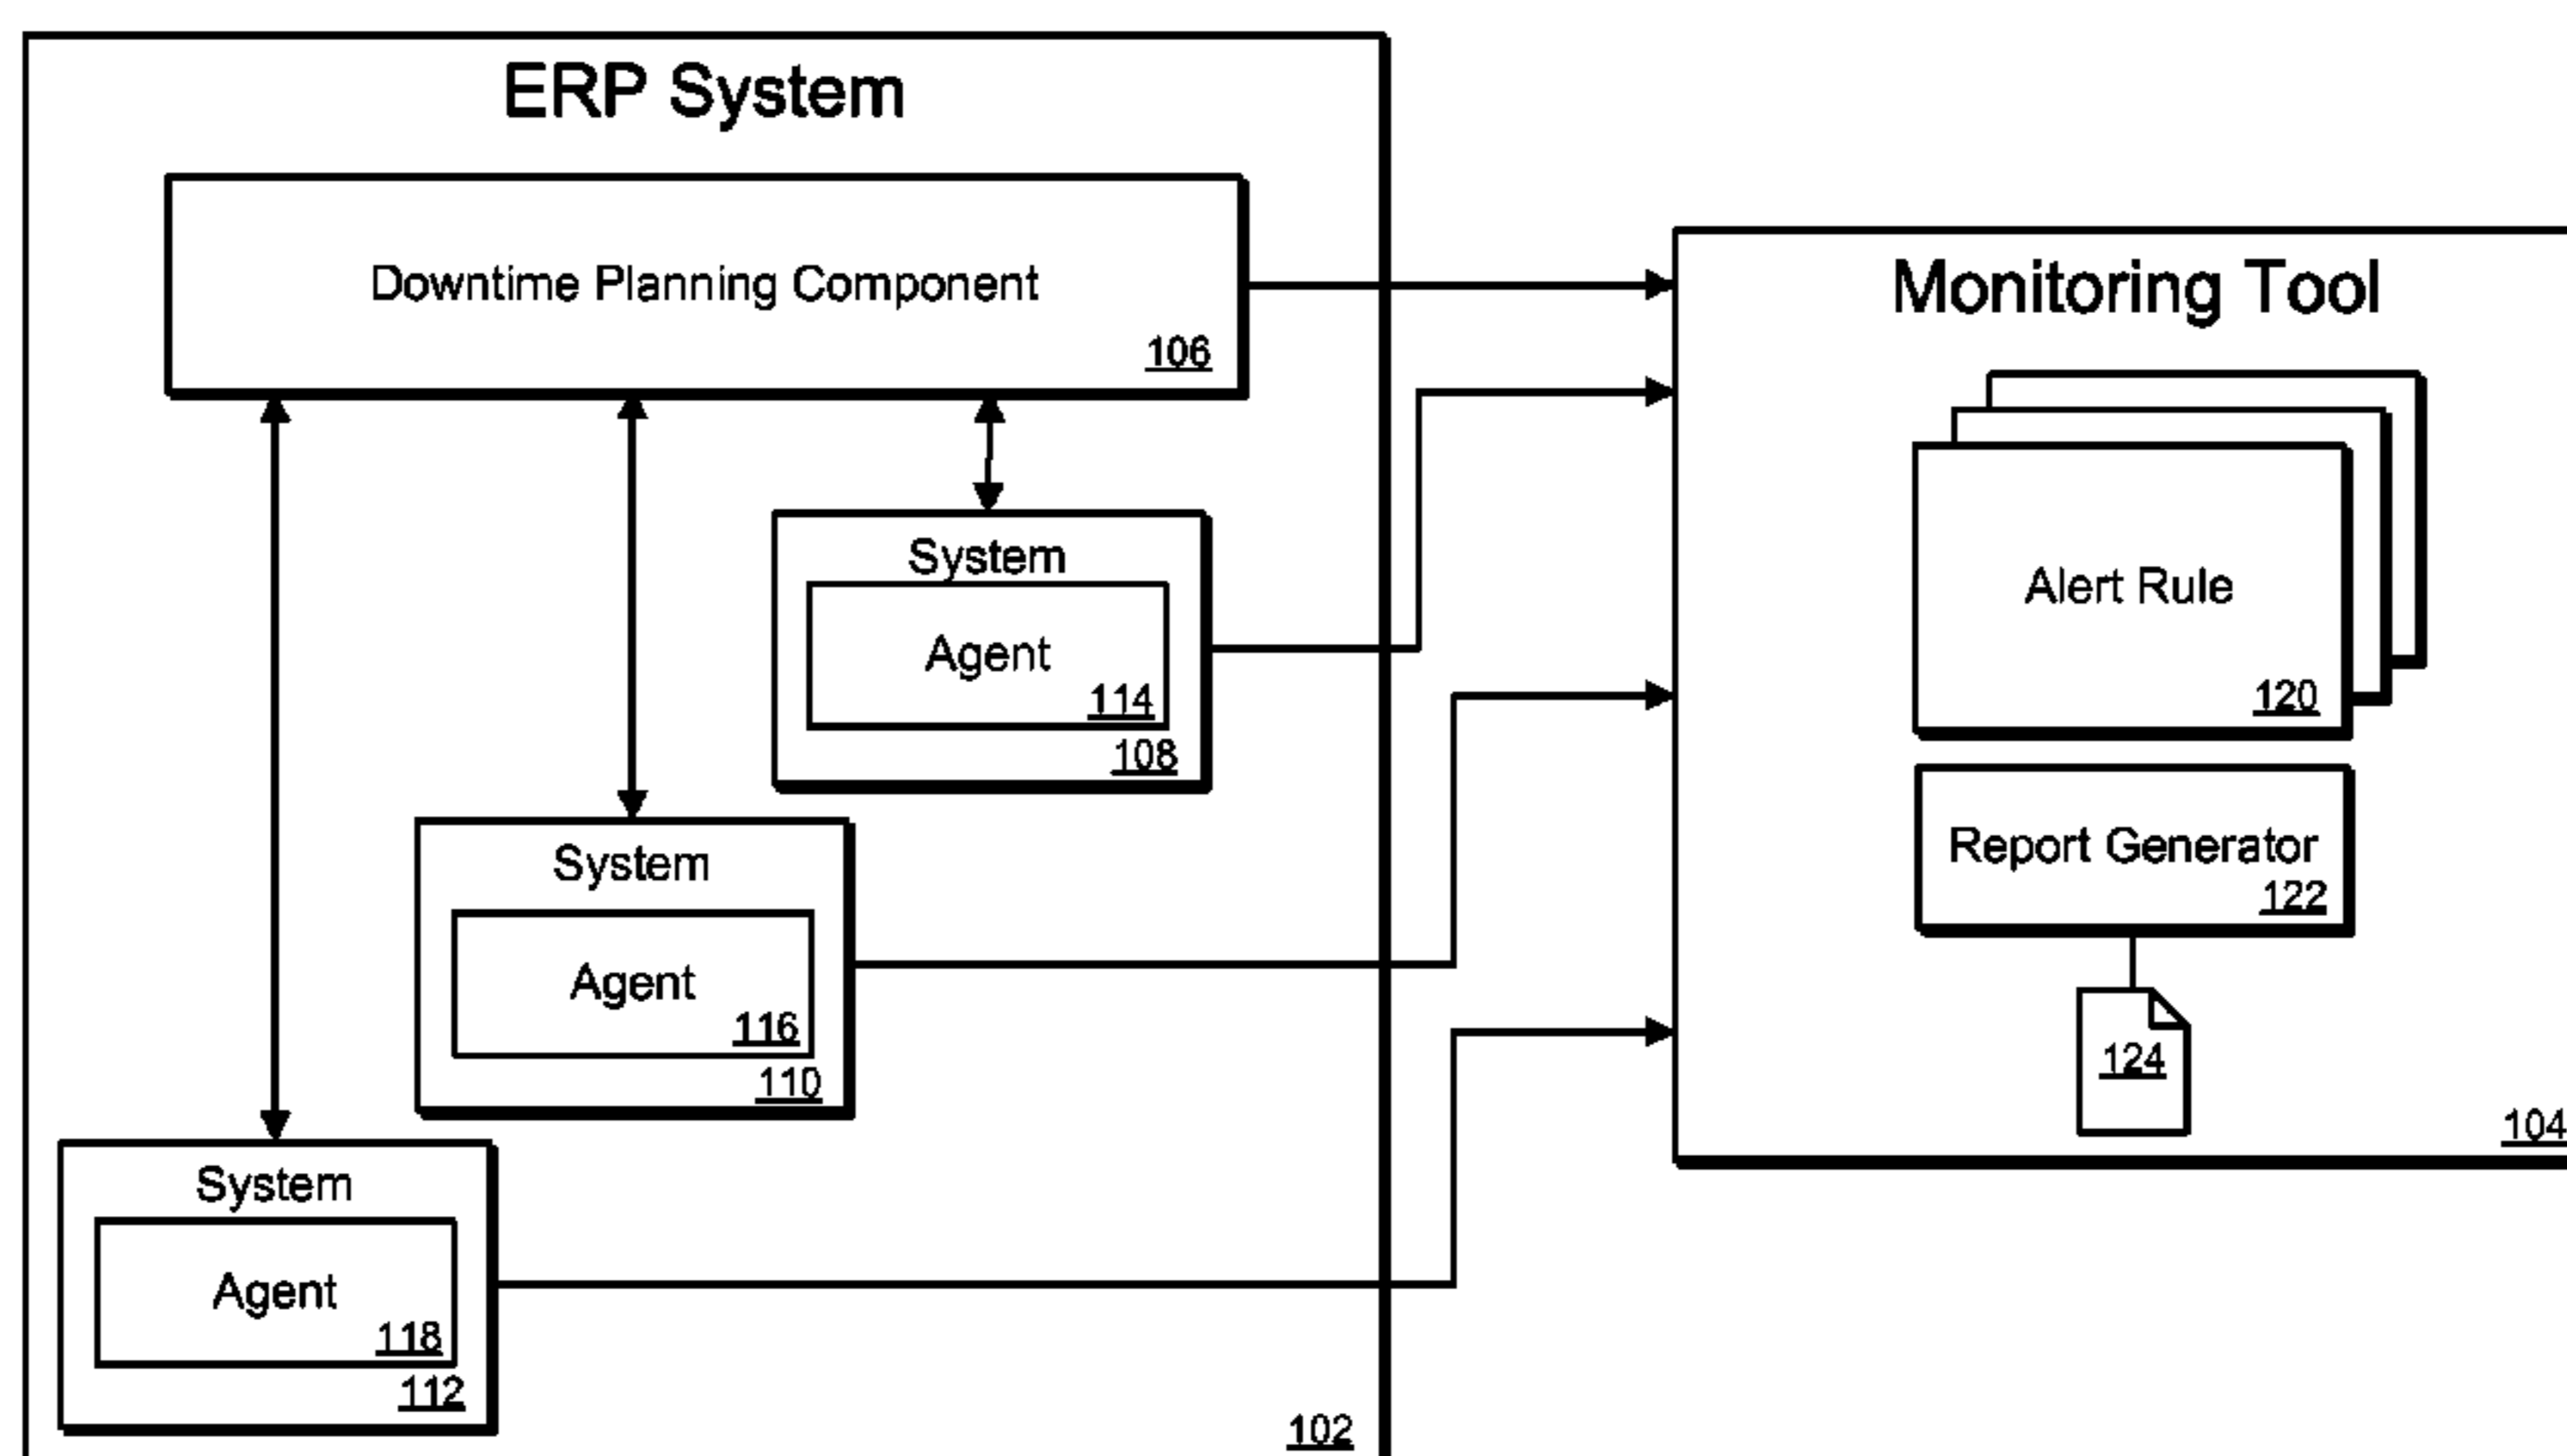 ERP System
Downtime Planning Component
106
System
Agent
114
108
System
Agent
116
110
System
Agent
118
112
102
Monitoring Tool
Alert Rule
120
Report Generator
122
124
104